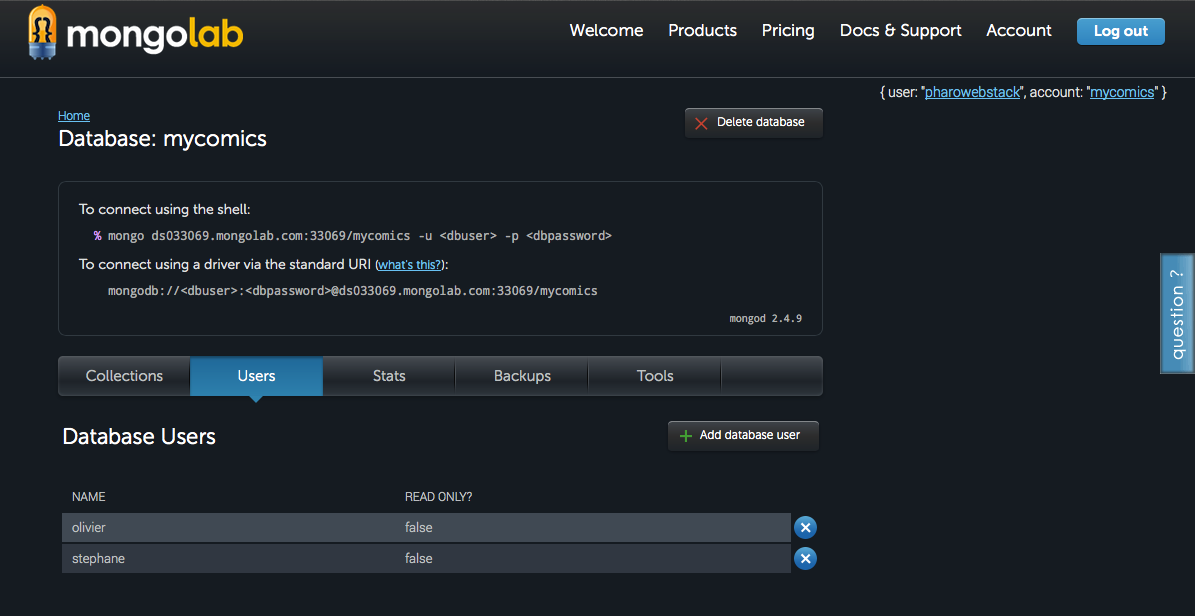 mongolab
Welcome Products Pricing Docs & Support Account Log out
{ user: "pharowebstack", account: "mycomics" }
Home
Database: mycomics
Delete database
To connect using the shell:
% mongo ds033069.mongolab.com:33069/mycomics -u <dbuser> -p <dbpassword>
To connect using a driver via the standard URI (what's this?):
mongodb://<dbuser>:<dbpassword>@ds033069.mongolab.com:33069/mycomics
mongod 2.4.9
question ?
Collections Users Stats Backups Tools
Database Users
Add database user
NAME READ ONLY?
olivier false
stephane false